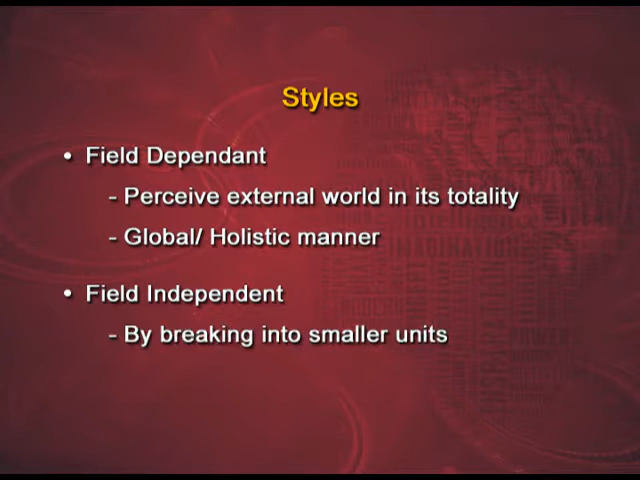 Styles
• Field Dependant
- Perceive external world in its totality
- Global/ Holistic manner
• Field Independent
- By breaking into smaller units
IMAGINATION